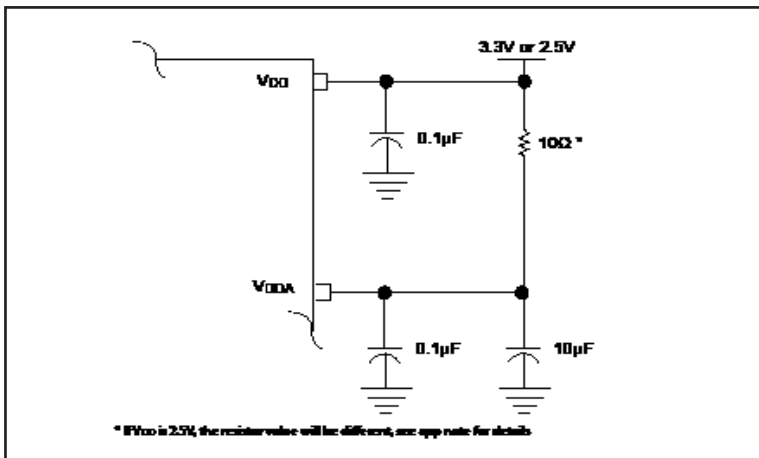 3.3V or 2.5V
VDD
0.1µF
10Ω *
VDDA
0.1µF
10µF
* If VDD is 2.5V, the resistor value will be different, see app note for details